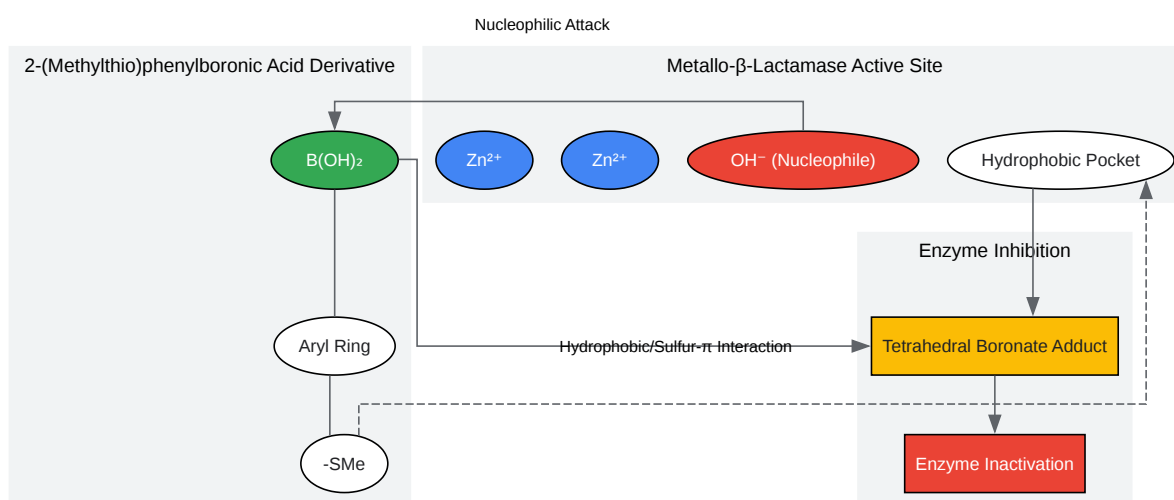 Nucleophilic Attack
2-(Methylthio)phenylboronic Acid Derivative
Metallo-β-Lactamase Active Site
B(OH)₂
Zn²⁺
Zn²⁺
OH⁻ (Nucleophile)
Hydrophobic Pocket
Enzyme Inhibition
Aryl Ring
Hydrophobic/Sulfur-π Interaction
Tetrahedral Boronate Adduct
-SMe
Enzyme Inactivation